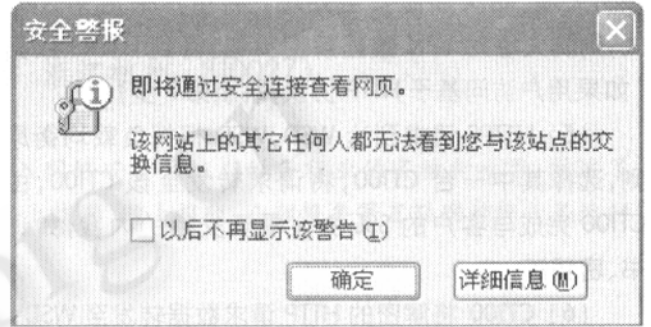 安全警报
即将通过安全连接查看网页。
该网站上的其它任何人都无法看到您与该站点的交
换信息。
以后不再显示该警告(I)
确定
详细信息(M)